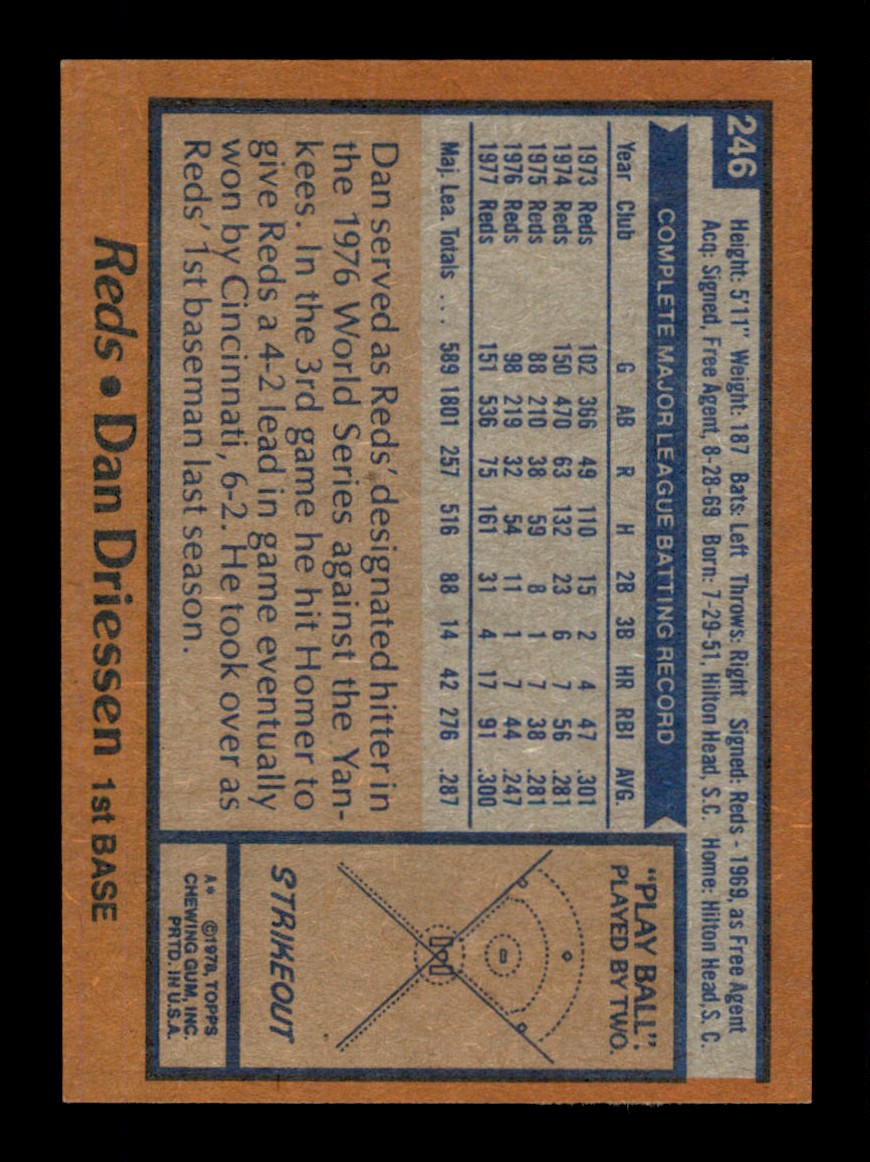 246
Height: 5'11" Weight: 187 Bats: Left Throws: Right Signed: Reds - 1969, as Free Agent
Acq: Signed, Free Agent, 8-28-69 Born: 7-29-51, Hilton Head, S.C. Home: Hilton Head, S. C.
COMPLETE MAJOR LEAGUE BATTING RECORD
Year Club G AB R H 2B 3B HR RBI AVG.
1973 Reds 102 366 49 110 15 2 4 47 .301
1974 Reds 150 470 63 132 23 6 7 56 .281
1975 Reds 88 210 38 59 8 1 7 38 .281
1976 Reds 98 219 32 54 11 1 7 44 .247
1977 Reds 151 536 75 161 31 4 17 91 .300
Maj. Lea. Totals ... 589 1801 257 516 88 14 42 276 .287
Dan served as Reds' designated hitter in
the 1976 World Series against the Yan-
kees. In the 3rd game he hit Homer to
give Reds a 4-2 lead in game eventually
won by Cincinnati, 6-2. He took over as
Reds' 1st baseman last season.
"PLAY BALL":
PLAYED BY TWO.
STRIKEOUT
A* ©1978, TOPPS
CHEWING GUM, INC.
PRTD. IN U.S.A.
Reds • Dan Driessen 1st BASE